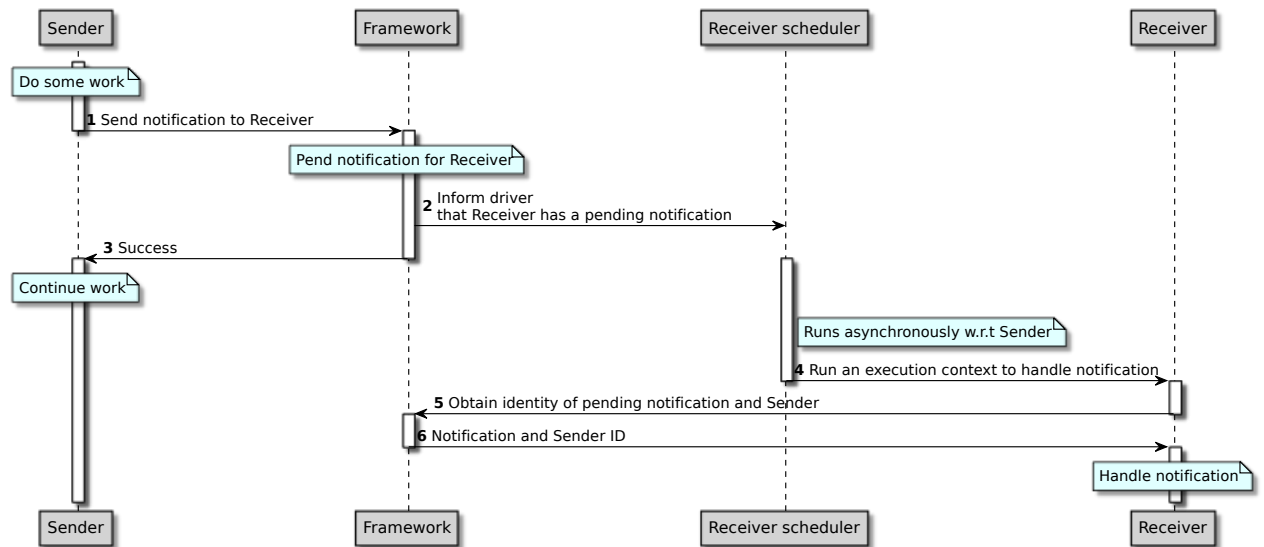 Sender
Framework
Receiver scheduler
Receiver
Do some work
1 Send notification to Receiver
Pend notification for Receiver
2 Inform driver
that Receiver has a pending notification
3 Success
Continue work
Runs asynchronously w.r.t Sender
4 Run an execution context to handle notification
5 Obtain identity of pending notification and Sender
6 Notification and Sender ID
Handle notification
Sender
Framework
Receiver scheduler
Receiver